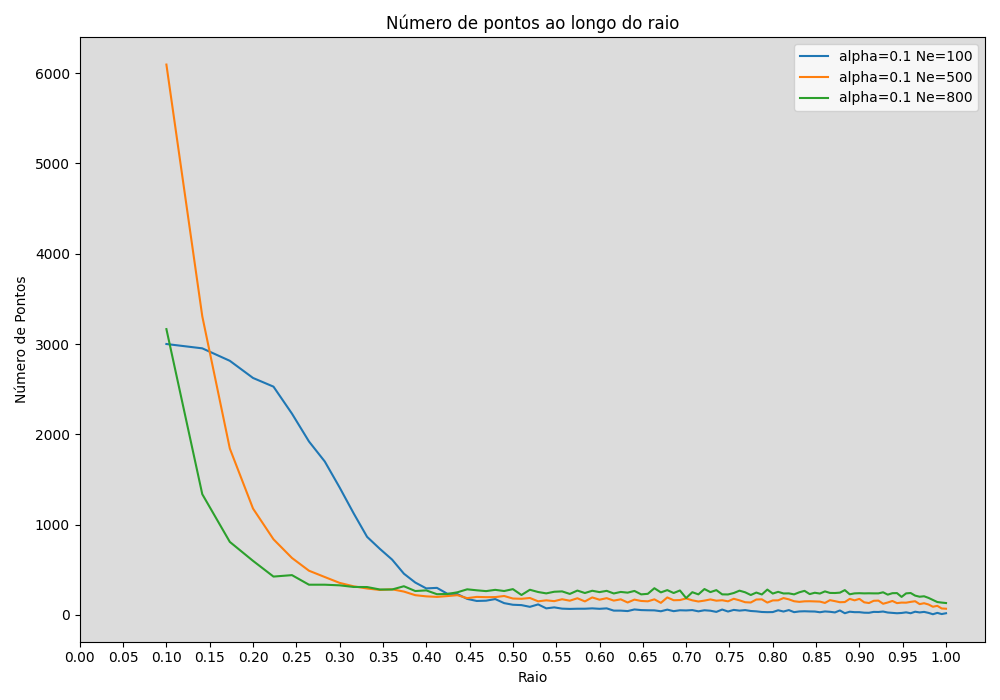 Número de pontos ao longo do raio
alpha=0.1 Ne=100
alpha=0.1 Ne=500
alpha=0.1 Ne=800
6000
5000
4000
3000
2000
1000
0
Número de Pontos
0.00 0.05 0.10 0.15 0.20 0.25 0.30 0.35 0.40 0.45 0.50 0.55 0.60 0.65 0.70 0.75 0.80 0.85 0.90 0.95 1.00
Raio